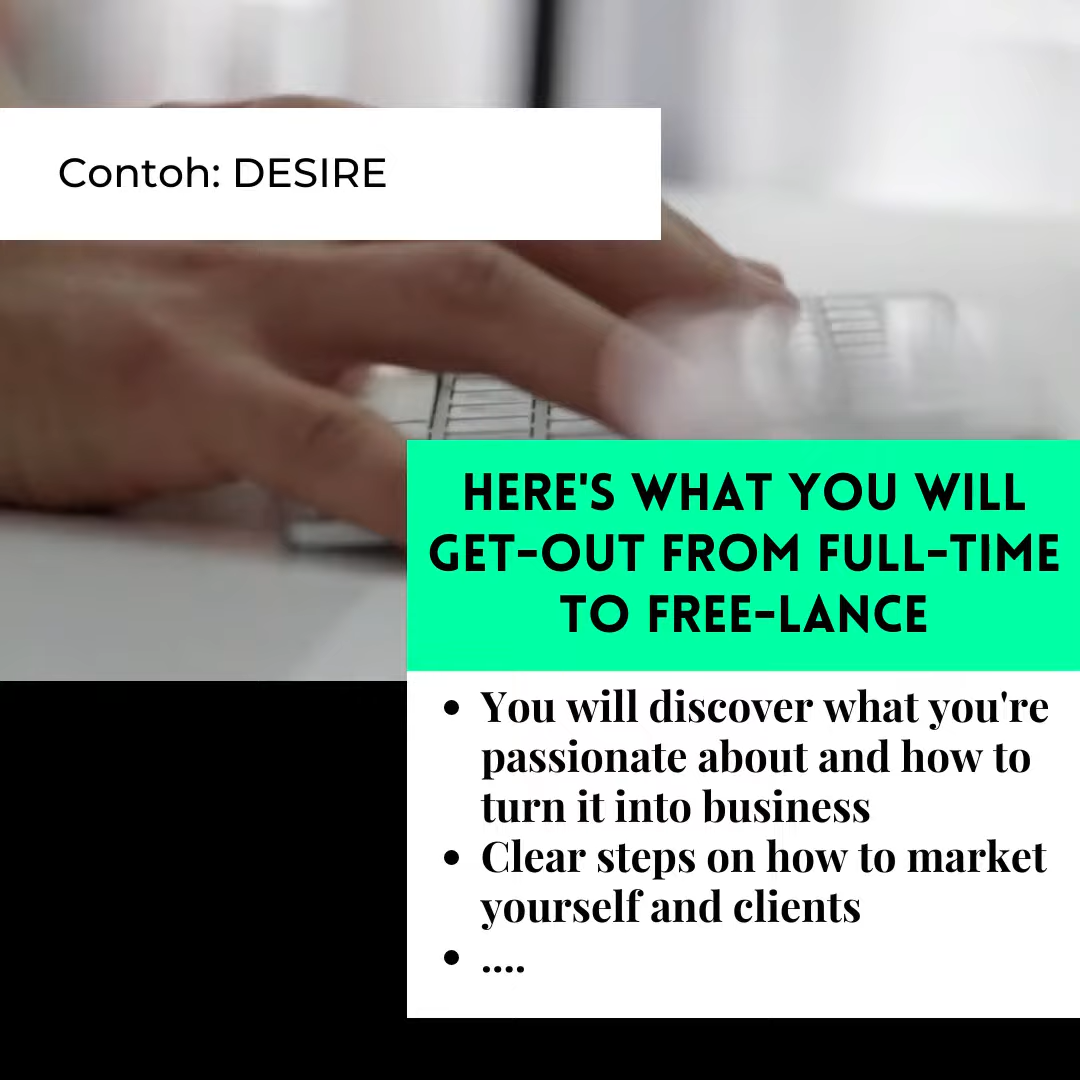 Contoh: DESIRE
HERE'S WHAT YOU WILL
GET-OUT FROM FULL-TIME
TO FREE-LANCE
• You will discover what you're
passionate about and how to
turn it into business
• Clear steps on how to market
yourself and clients
• ....